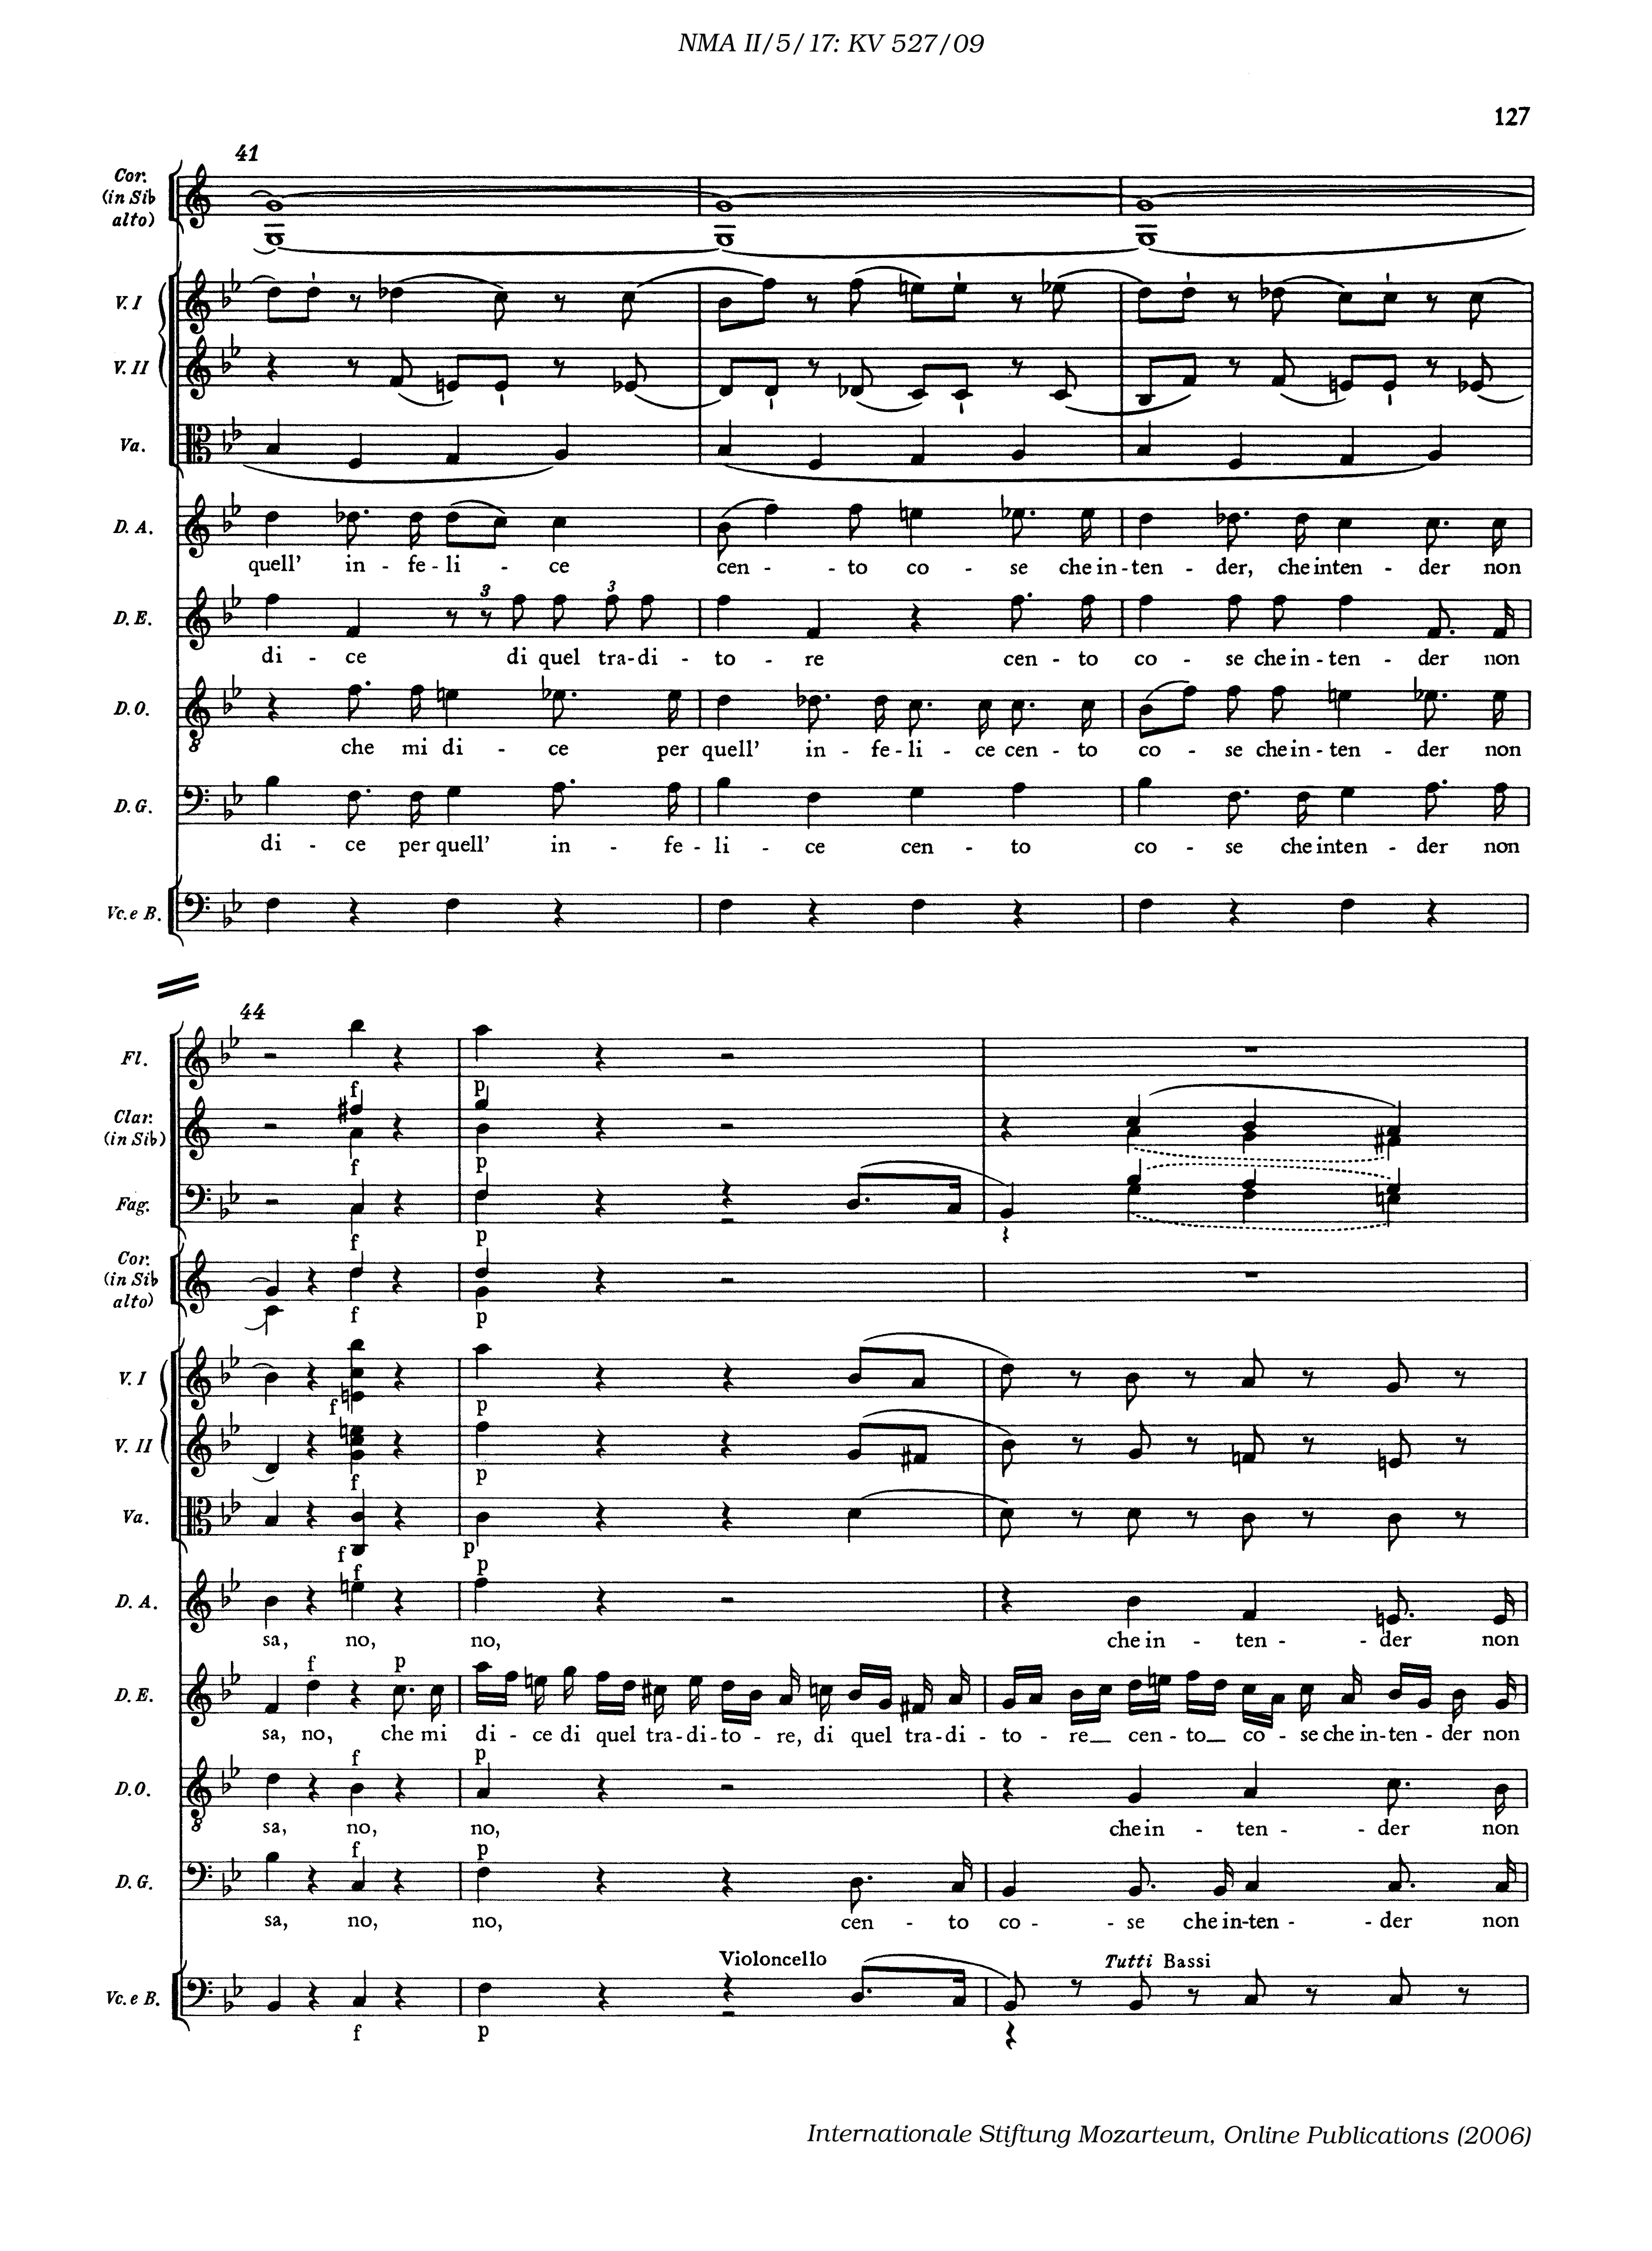 NMA II/5/17: KV 527/09
127
41
Cor.
(in Sib
alto)
V. I
V. II
Va.
D. A.
quell' in - fe - li - ce cen - - to co - se che in - ten - der, che inten - der non
3 3
D. E.
di - ce di quel tra - di - to - re cen - to co - se che in - ten - der non
D. O.
8
che mi di - ce per quell' in - fe - li - ce cen - to co - se che in - ten - der non
D. G.
di - ce per quell' in - fe - li - ce cen - to co - se che inten - der non
Vc. e B.
44
Fl.
f p
Clar.
(in Sib)
f p
Fag.
f p
Cor.
(in Sib
alto)
f p
V. I
f p
V. II
f p
Va.
f p
f p
D. A.
sa, no, no, che in - ten - - der non
f p
D. E.
sa, no, che mi di - ce di quel tra - di - to - re, di quel tra - di - to - re cen - to co - se che in - ten - der non
f p
D. O.
8
sa, no, no, che in - ten - - der non
f p
D. G.
sa, no, no, cen - to co - - se che in - ten - - der non
Violoncello Tutti Bassi
Vc. e B.
f p
Internationale Stiftung Mozarteum, Online Publications (2006)